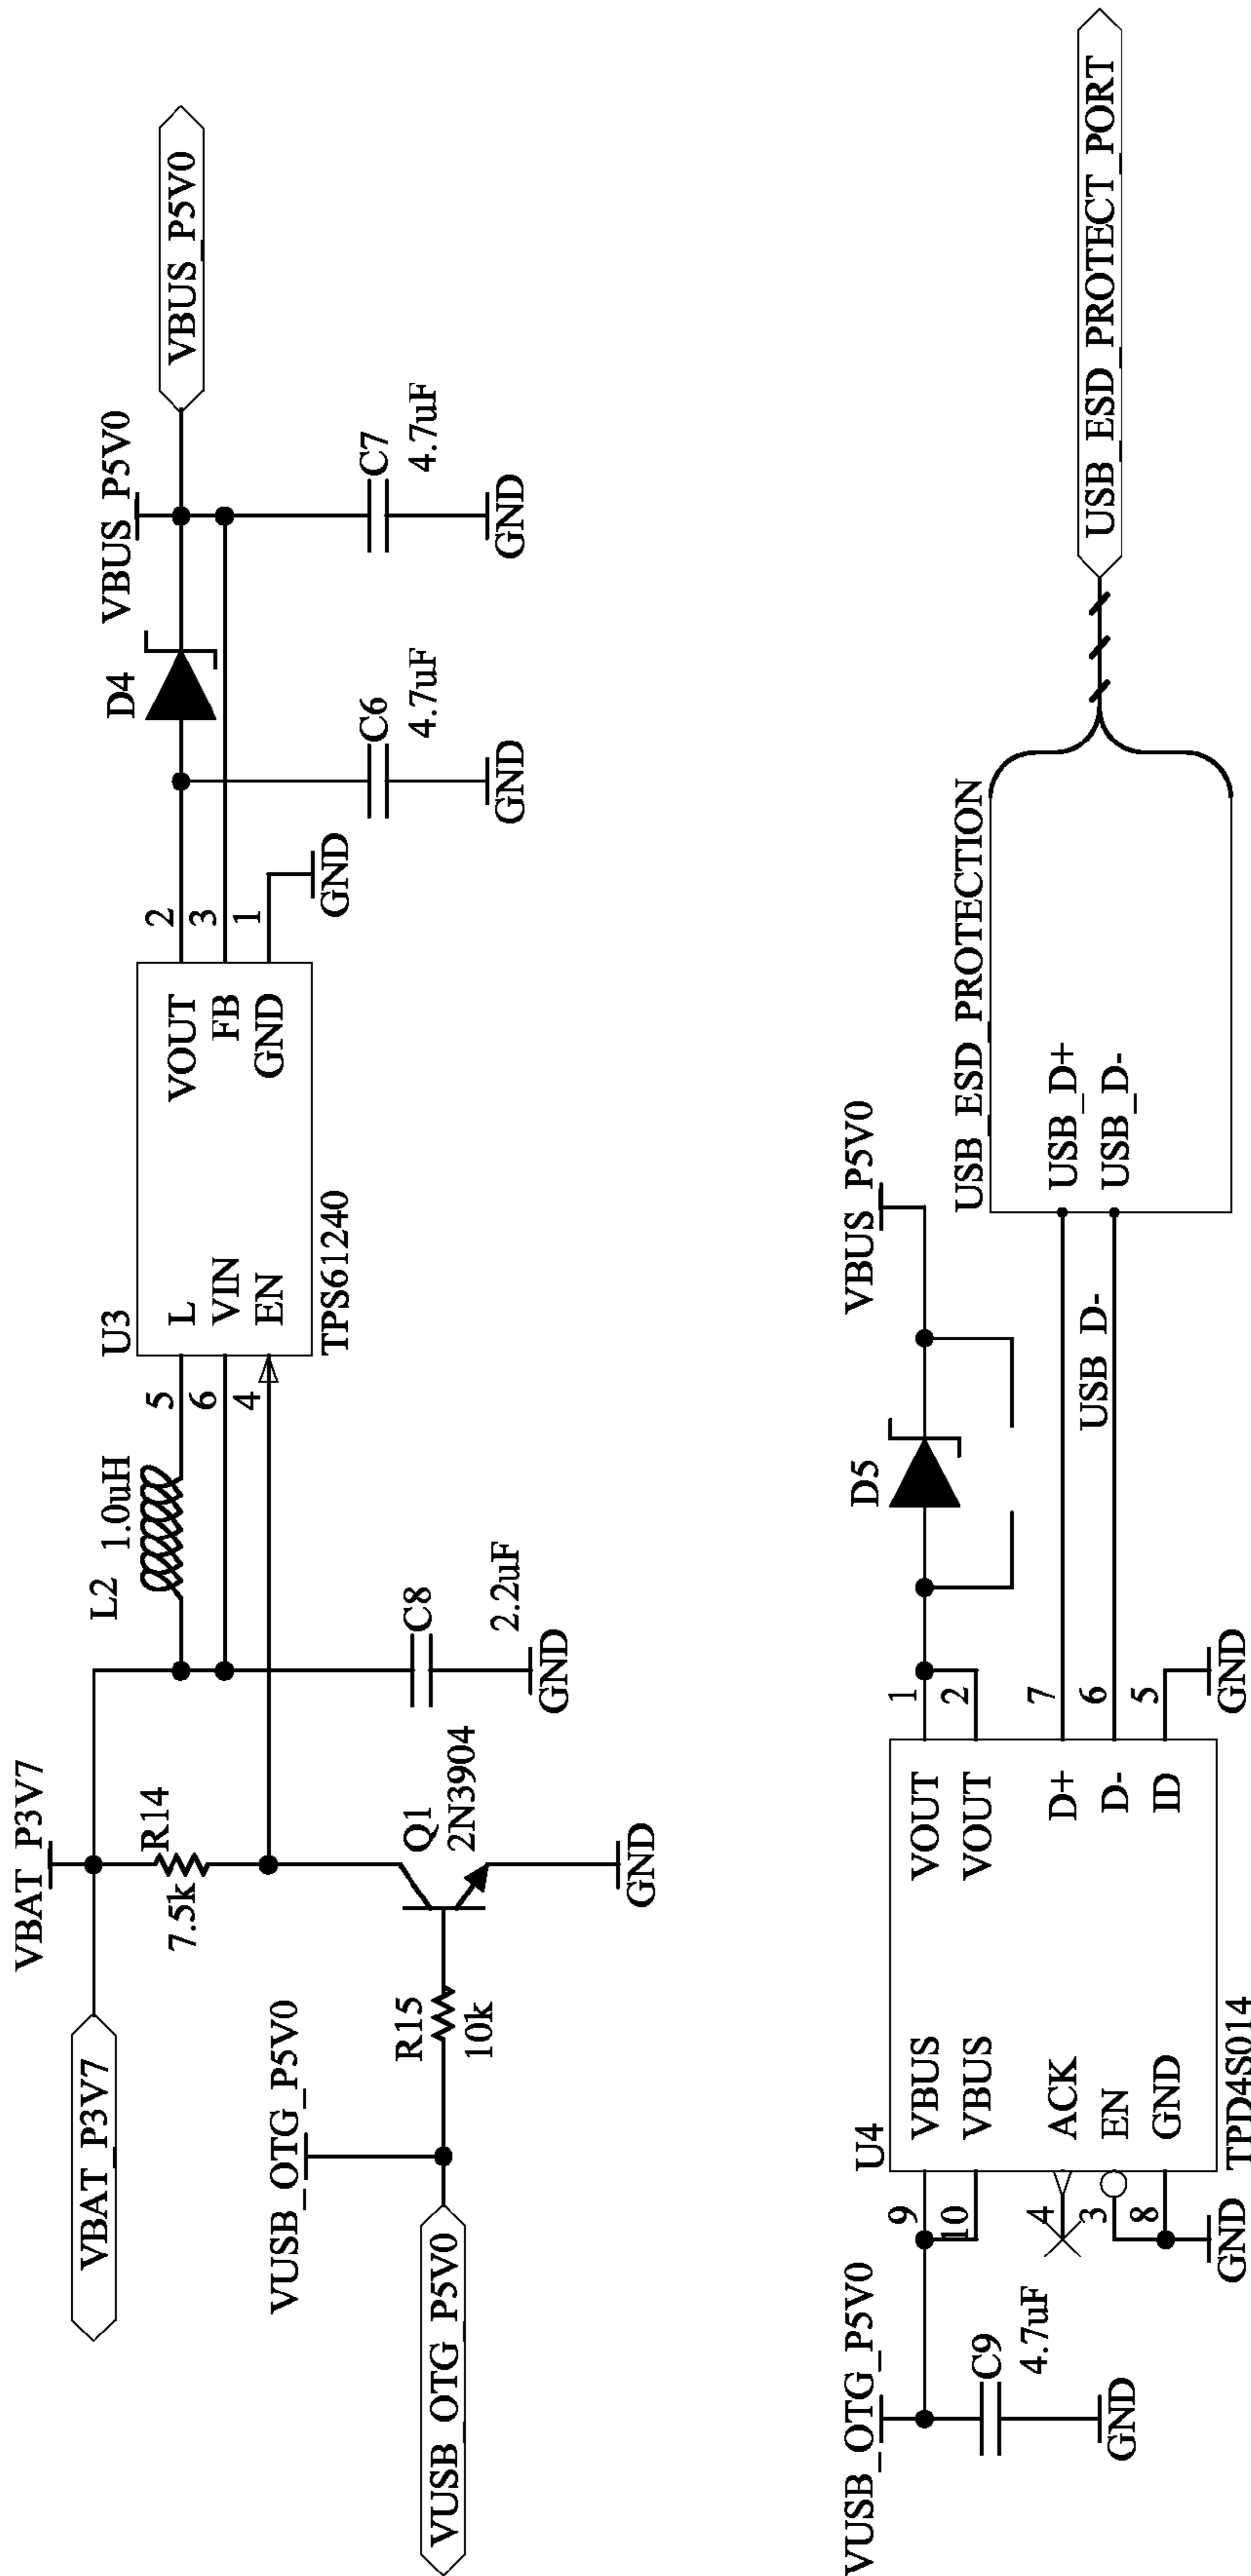 VBAT_P3V7
VBAT_P3V7
R14
7.5k
L2
1.0uH
5
6
4
U3
L
VIN
EN
VOUT
FB
GND
TPS61240
2
3
1
GND
D4
VBUS_P5V0
VBUS_P5V0
C6
4.7uF
GND
C7
4.7uF
GND
C8
2.2uF
GND
VUSB_OTG_P5V0
VUSB_OTG_P5V0
R15
10k
Q1
2N3904
GND
VUSB_OTG_P5V0
C9
4.7uF
GND
9
10
4
3
8
GND
U4
VBUS
VBUS
ACK
EN
GND
VOUT
VOUT
D+
D-
ID
TPD4S014
1
2
7
6
5
GND
D5
VBUS_P5V0
USB D-
USB_ESD_PROTECTION
USB_D+
USB_D-
USB_ESD_PROTECT_PORT